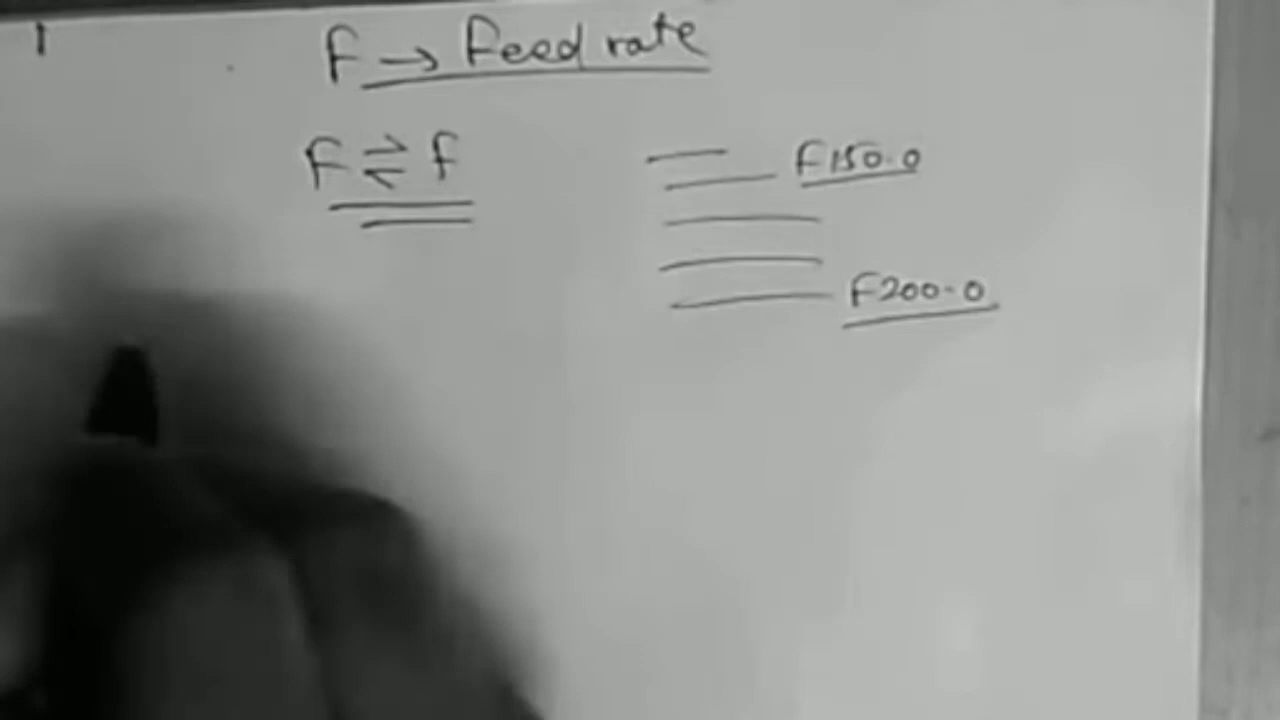 F → Feed rate
F ⇌ f
F150.0
F200.0